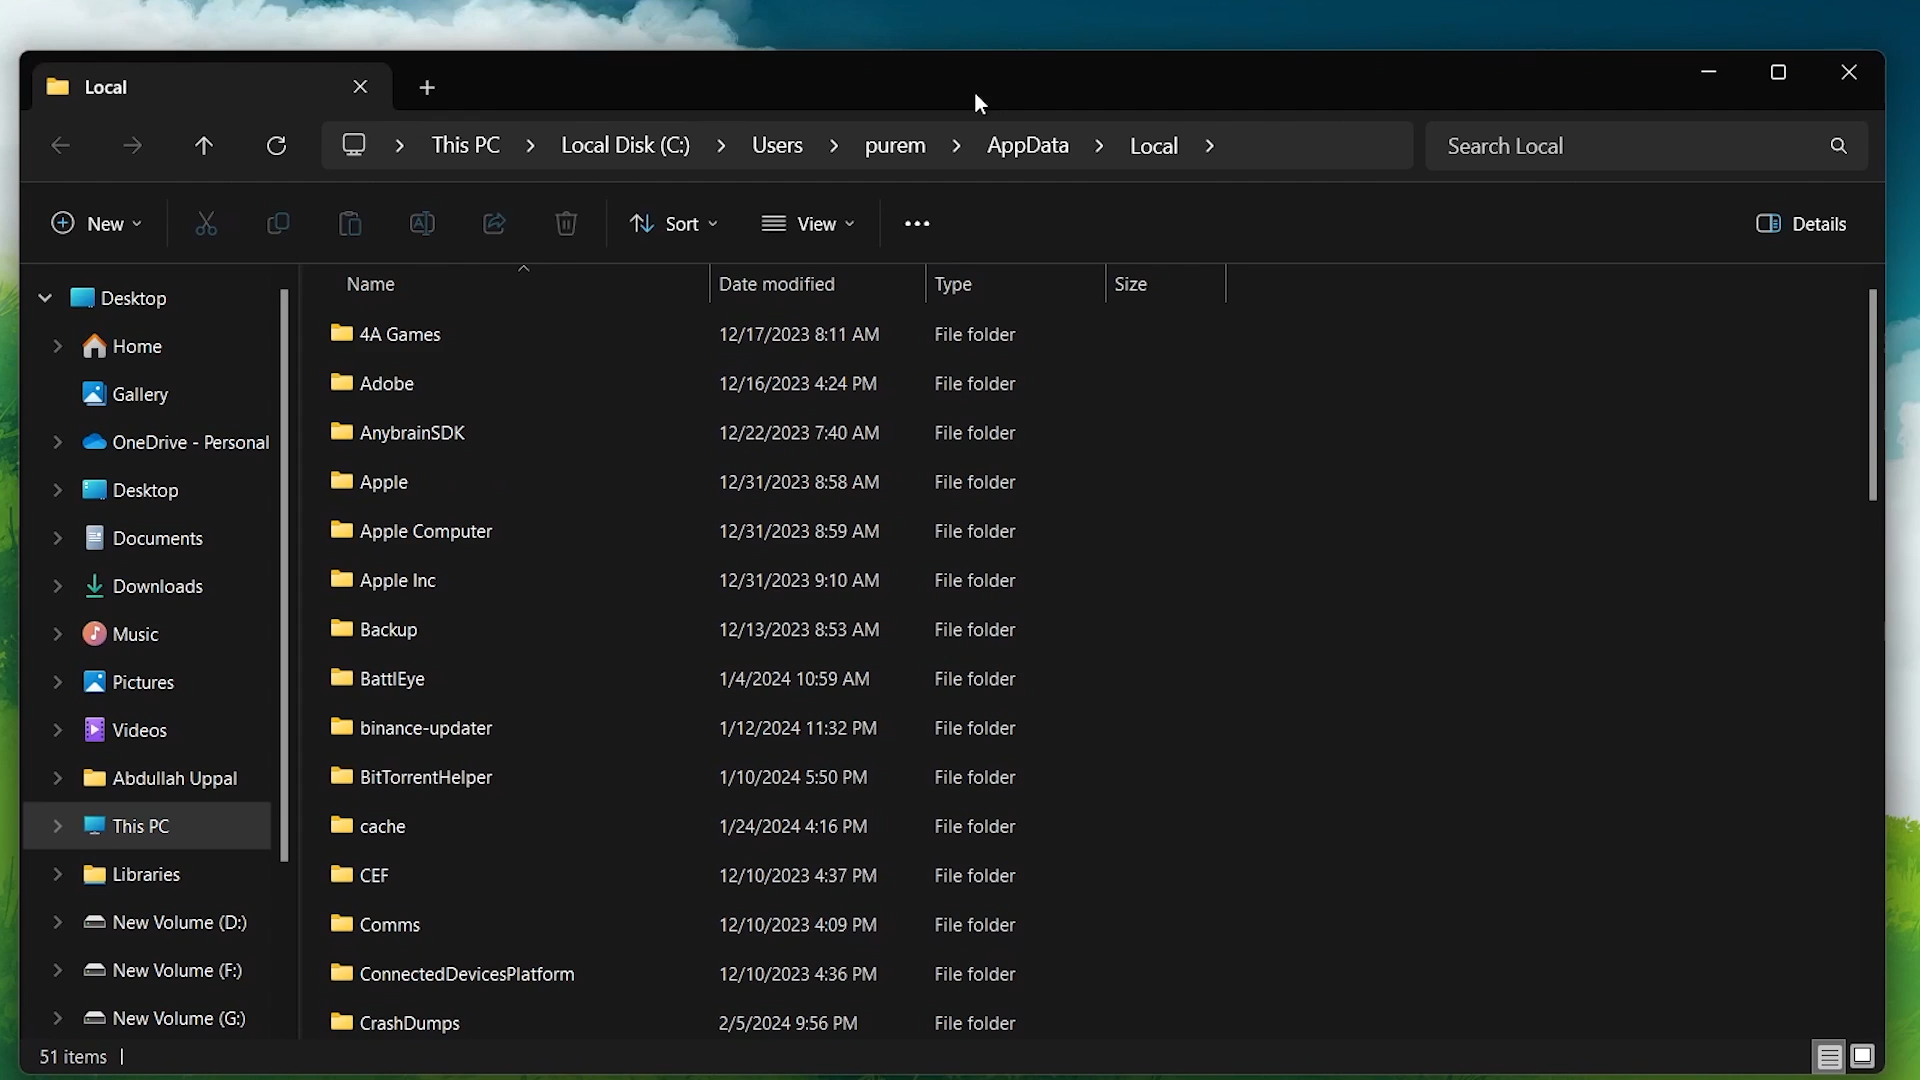 Local
This PC
Local Disk (C:)
Users
purem
AppData
Local
Search Local
New
Sort
View
Details
Name Date modified Type Size
Desktop
Home
Gallery
OneDrive - Personal
Desktop
Documents
Downloads
Music
Pictures
Videos
Abdullah Uppal
This PC
Libraries
New Volume (D:)
New Volume (F:)
New Volume (G:)
4A Games 12/17/2023 8:11 AM File folder
Adobe 12/16/2023 4:24 PM File folder
AnybrainSDK 12/22/2023 7:40 AM File folder
Apple 12/31/2023 8:58 AM File folder
Apple Computer 12/31/2023 8:59 AM File folder
Apple Inc 12/31/2023 9:10 AM File folder
Backup 12/13/2023 8:53 AM File folder
BattlEye 1/4/2024 10:59 AM File folder
binance-updater 1/12/2024 11:32 PM File folder
BitTorrentHelper 1/10/2024 5:50 PM File folder
cache 1/24/2024 4:16 PM File folder
CEF 12/10/2023 4:37 PM File folder
Comms 12/10/2023 4:09 PM File folder
ConnectedDevicesPlatform 12/10/2023 4:36 PM File folder
CrashDumps 2/5/2024 9:56 PM File folder
51 items